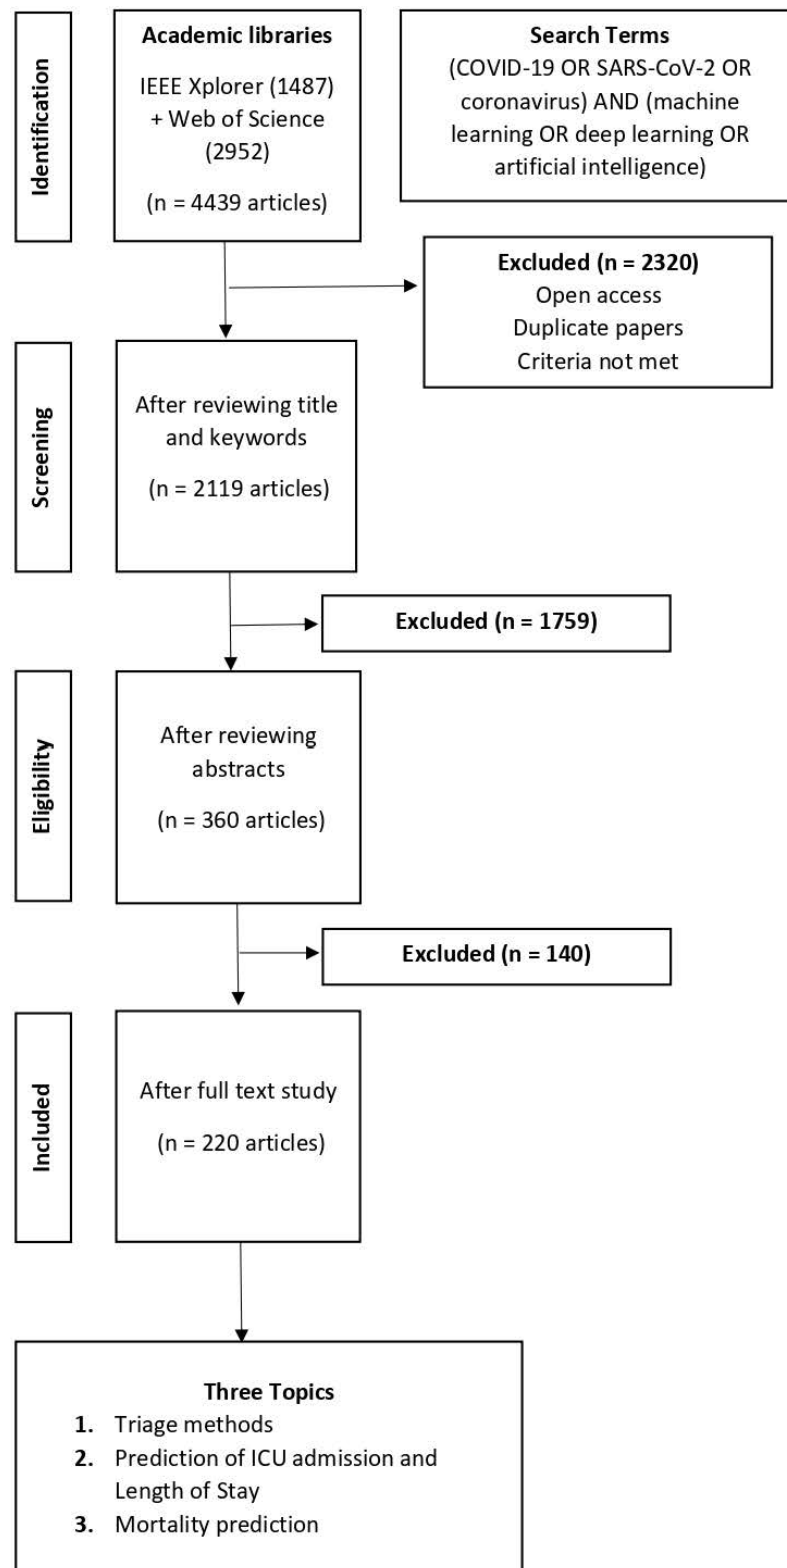 Identification
Academic libraries
IEEE Xplorer (1487)
+ Web of Science
(2952)
(n = 4439 articles)
Search Terms
(COVID-19 OR SARS-CoV-2 OR
coronavirus) AND (machine
learning OR deep learning OR
artificial intelligence)
Excluded (n = 2320)
Open access
Duplicate papers
Criteria not met
Screening
After reviewing title
and keywords
(n = 2119 articles)
Excluded (n = 1759)
Eligibility
After reviewing
abstracts
(n = 360 articles)
Excluded (n = 140)
Included
After full text study
(n = 220 articles)
Three Topics
1. Triage methods
2. Prediction of ICU admission and
Length of Stay
3. Mortality prediction